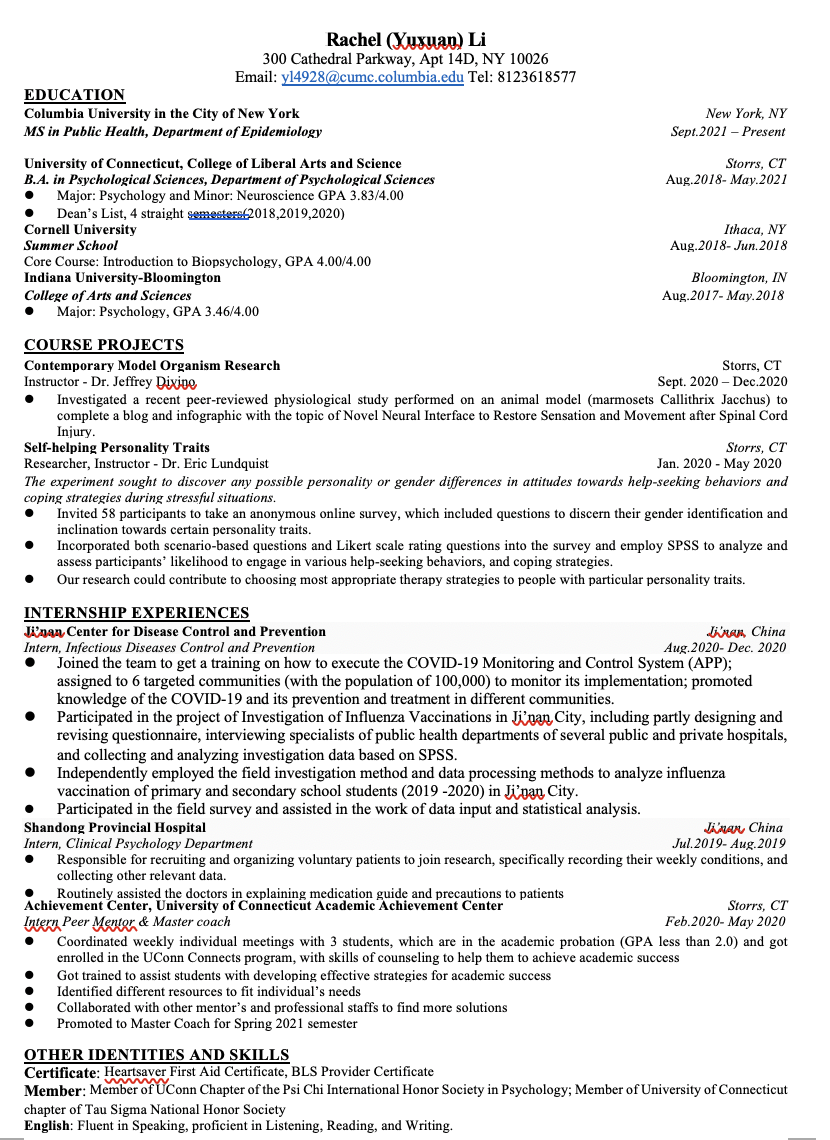 Rachel (Yuxuan) Li
300 Cathedral Parkway, Apt 14D, NY 10026
Email: yl4928@cumc.columbia.edu Tel: 8123618577
EDUCATION
Columbia University in the City of New York New York, NY
MS in Public Health, Department of Epidemiology Sept.2021 – Present
University of Connecticut, College of Liberal Arts and Science Storrs, CT
B.A. in Psychological Sciences, Department of Psychological Sciences Aug.2018- May.2021
● Major: Psychology and Minor: Neuroscience GPA 3.83/4.00
● Dean's List, 4 straight semesters(2018,2019,2020)
Cornell University Ithaca, NY
Summer School Aug.2018- Jun.2018
Core Course: Introduction to Biopsychology, GPA 4.00/4.00
Indiana University-Bloomington Bloomington, IN
College of Arts and Sciences Aug.2017- May.2018
● Major: Psychology, GPA 3.46/4.00
COURSE PROJECTS
Contemporary Model Organism Research Storrs, CT
Instructor - Dr. Jeffrey Divino Sept. 2020 – Dec.2020
● Investigated a recent peer-reviewed physiological study performed on an animal model (marmosets Callithrix Jacchus) to
complete a blog and infographic with the topic of Novel Neural Interface to Restore Sensation and Movement after Spinal Cord
Injury.
Self-helping Personality Traits Storrs, CT
Researcher, Instructor - Dr. Eric Lundquist Jan. 2020 - May 2020
The experiment sought to discover any possible personality or gender differences in attitudes towards help-seeking behaviors and
coping strategies during stressful situations.
● Invited 58 participants to take an anonymous online survey, which included questions to discern their gender identification and
inclination towards certain personality traits.
● Incorporated both scenario-based questions and Likert scale rating questions into the survey and employ SPSS to analyze and
assess participants' likelihood to engage in various help-seeking behaviors, and coping strategies.
● Our research could contribute to choosing most appropriate therapy strategies to people with particular personality traits.
INTERNSHIP EXPERIENCES
Ji'nan Center for Disease Control and Prevention Ji'nan, China
Intern, Infectious Diseases Control and Prevention Aug.2020- Dec. 2020
● Joined the team to get a training on how to execute the COVID-19 Monitoring and Control System (APP);
assigned to 6 targeted communities (with the population of 100,000) to monitor its implementation; promoted
knowledge of the COVID-19 and its prevention and treatment in different communities.
● Participated in the project of Investigation of Influenza Vaccinations in Ji'nan City, including partly designing and
revising questionnaire, interviewing specialists of public health departments of several public and private hospitals,
and collecting and analyzing investigation data based on SPSS.
● Independently employed the field investigation method and data processing methods to analyze influenza
vaccination of primary and secondary school students (2019 -2020) in Ji'nan City.
● Participated in the field survey and assisted in the work of data input and statistical analysis.
Shandong Provincial Hospital Ji'nan, China
Intern, Clinical Psychology Department Jul.2019- Aug.2019
● Responsible for recruiting and organizing voluntary patients to join research, specifically recording their weekly conditions, and
collecting other relevant data.
● Routinely assisted the doctors in explaining medication guide and precautions to patients
Achievement Center, University of Connecticut Academic Achievement Center Storrs, CT
Intern Peer Mentor & Master coach Feb.2020- May 2020
● Coordinated weekly individual meetings with 3 students, which are in the academic probation (GPA less than 2.0) and got
enrolled in the UConn Connects program, with skills of counseling to help them to achieve academic success
● Got trained to assist students with developing effective strategies for academic success
● Identified different resources to fit individual's needs
● Collaborated with other mentor's and professional staffs to find more solutions
● Promoted to Master Coach for Spring 2021 semester
OTHER IDENTITIES AND SKILLS
Certificate: Heartsaver First Aid Certificate, BLS Provider Certificate
Member: Member of UConn Chapter of the Psi Chi International Honor Society in Psychology; Member of University of Connecticut
chapter of Tau Sigma National Honor Society
English: Fluent in Speaking, proficient in Listening, Reading, and Writing.